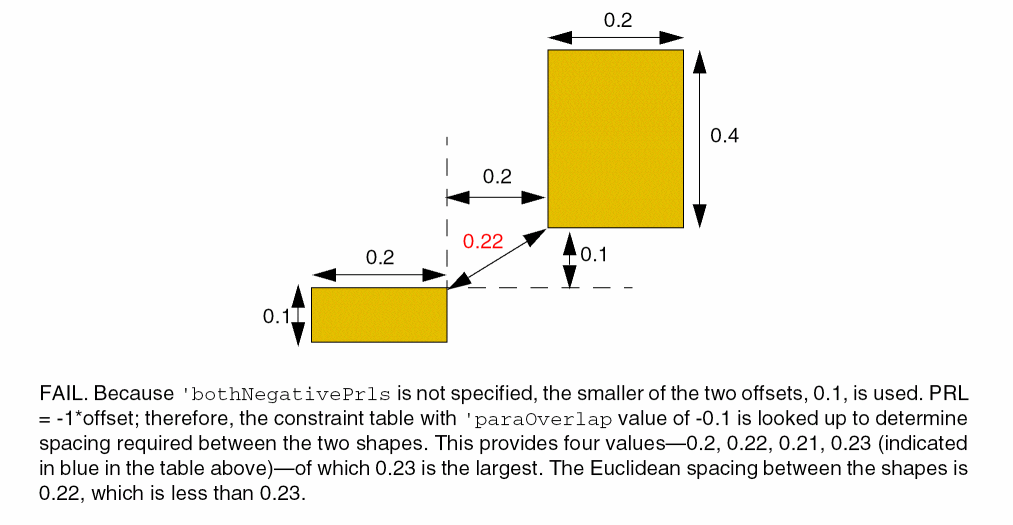 0.2
0.4
0.2
0.22
0.1
0.2
0.1
FAIL. Because 'bothNegativePrls is not specified, the smaller of the two offsets, 0.1, is used. PRL
= -1*offset; therefore, the constraint table with 'paraOverlap value of -0.1 is looked up to determine
spacing required between the two shapes. This provides four values—0.2, 0.22, 0.21, 0.23 (indicated
in blue in the table above)—of which 0.23 is the largest. The Euclidean spacing between the shapes is
0.22, which is less than 0.23.